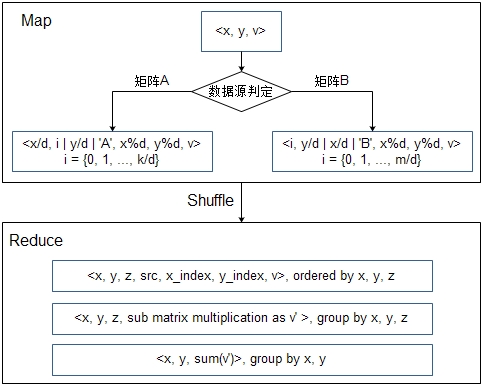 Map
<x, y, v>
矩阵A
矩阵B
数据源判定
<x/d, i | y/d | 'A', x%d, y%d, v>
i = {0, 1, ..., k/d}
<i, y/d | x/d | 'B', x%d, y%d, v>
i = {0, 1, ..., m/d}
Shuffle
Reduce
<x, y, z, src, x_index, y_index, v>, ordered by x, y, z
<x, y, z, sub matrix multiplication as v' >, group by x, y, z
<x, y, sum(v')>, group by x, y